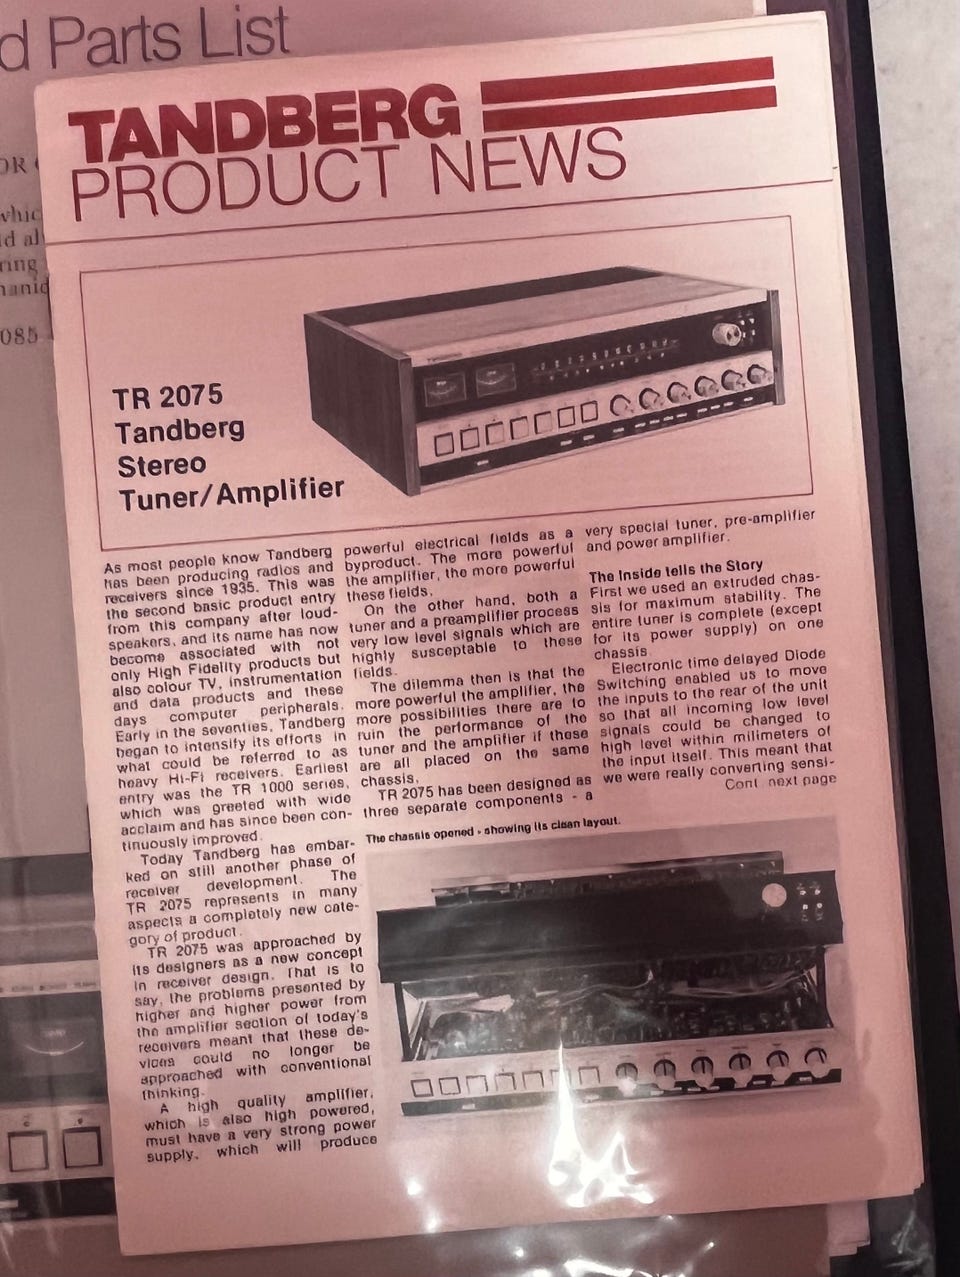 d Parts List
OR
whic
d al
ring
hanid
085
TANDBERG
PRODUCT NEWS
TR 2075
Tandberg
Stereo
Tuner/Amplifier
As most people know Tandberg
has been producing radios and
receivers since 1935. This was
the second basic product entry
from this company after loud-
speakers, and its name has now
become associated with not
only High Fidelity products but
also colour TV, instrumentation
and data products and these
days computer peripherals.
Early in the seventies, Tandberg
began to intensify its efforts in
what could be referred to as
heavy Hi-Fi receivers. Earliest
entry was the TR 1000 series,
which was greeted with wide
acclaim and has since been con-
tinuously improved.
Today Tandberg has embar-
ked on still another phase of
receiver development. The
TR 2075 represents in many
aspects a completely new cate-
gory of product.
TR 2075 was approached by
its designers as a new concept
in receiver design. That is to
say, the problems presented by
higher and higher power from
the amplifier section of today's
receivers meant that these de-
vices could no longer be
approached with conventional
thinking.
A high quality amplifier,
which is also high powered,
must have a very strong power
supply, which will produce
powerful electrical fields as a
byproduct. The more powerful
the amplifier, the more powerful
these fields.
On the other hand, both a
tuner and a preamplifier process
very low level signals which are
highly susceptable to these
fields.
The dilemma then is that the
more powerful the amplifier, the
more possibilities there are to
ruin the performance of the
tuner and the amplifier if these
are all placed on the same
chassis.
TR 2075 has been designed as
three separate components - a
very special tuner, pre-amplifier
and power amplifier.
The Inside tells the Story
First we used an extruded chas-
sis for maximum stability. The
entire tuner is complete (except
for its power supply) on one
chassis.
Electronic time delayed Diode
Switching enabled us to move
the inputs to the rear of the unit
so that all incoming low level
signals could be changed to
high level within milimeters of
the input itself. This meant that
we were really converting sensi-
Cont. next page
The chassis opened - showing its clean layout.